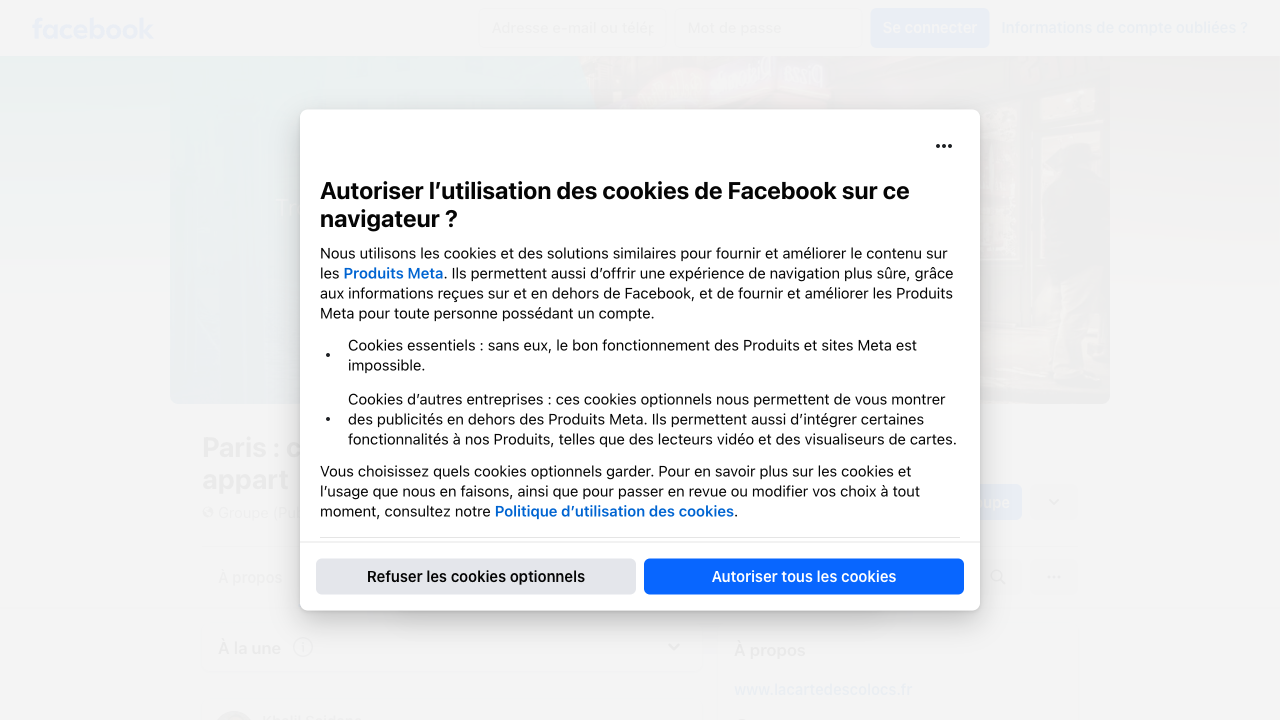 facebook
Adresse e-mail ou télép
Mot de passe
Se connecter
Informations de compte oubliées ?
Autoriser l’utilisation des cookies de Facebook sur ce
navigateur ?
Nous utilisons les cookies et des solutions similaires pour fournir et améliorer le contenu sur
les Produits Meta. Ils permettent aussi d’offrir une expérience de navigation plus sûre, grâce
aux informations reçues sur et en dehors de Facebook, et de fournir et améliorer les Produits
Meta pour toute personne possédant un compte.
• Cookies essentiels : sans eux, le bon fonctionnement des Produits et sites Meta est
impossible.
• Cookies d’autres entreprises : ces cookies optionnels nous permettent de vous montrer
des publicités en dehors des Produits Meta. Ils permettent aussi d’intégrer certaines
fonctionnalités à nos Produits, telles que des lecteurs vidéo et des visualiseurs de cartes.
Vous choisissez quels cookies optionnels garder. Pour en savoir plus sur les cookies et
l’usage que nous en faisons, ainsi que pour passer en revue ou modifier vos choix à tout
moment, consultez notre Politique d’utilisation des cookies.
Refuser les cookies optionnels
Autoriser tous les cookies
Paris : c
appart
Groupe
À propos
À la une
À propos
www.lacartedescolocs.fr